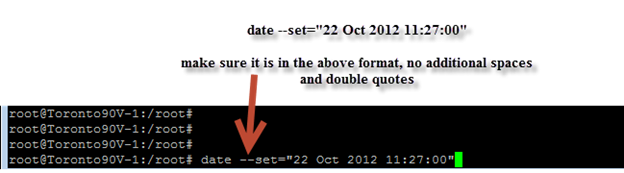 date --set="22 Oct 2012 11:27:00"
make sure it is in the above format, no additional spaces
and double quotes
root@Toronto90V-1:/root#
root@Toronto90V-1:/root#
root@Toronto90V-1:/root#
root@Toronto90V-1:/root# date --set="22 Oct 2012 11:27:00"